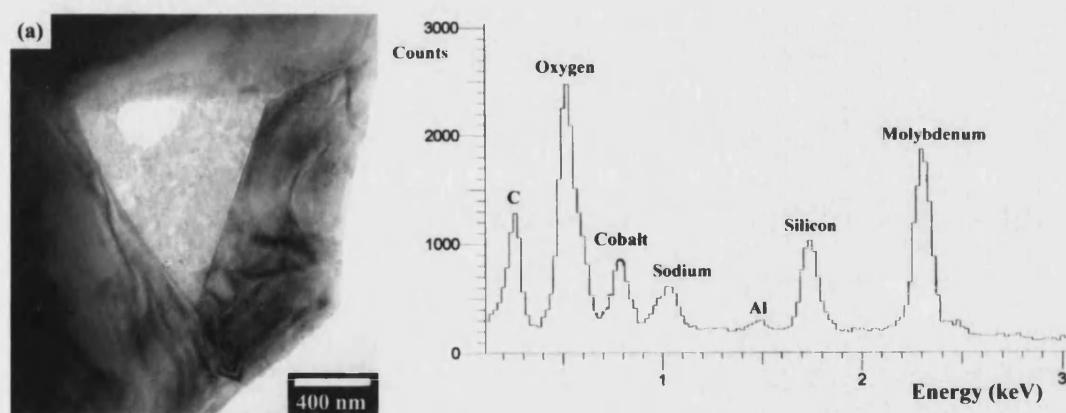 (a)
400 nm
3000
Counts
Oxygen
2000
Molybdenum
C
1000
Cobalt
Sodium
Silicon
Al
0
1
2
3
Energy (keV)